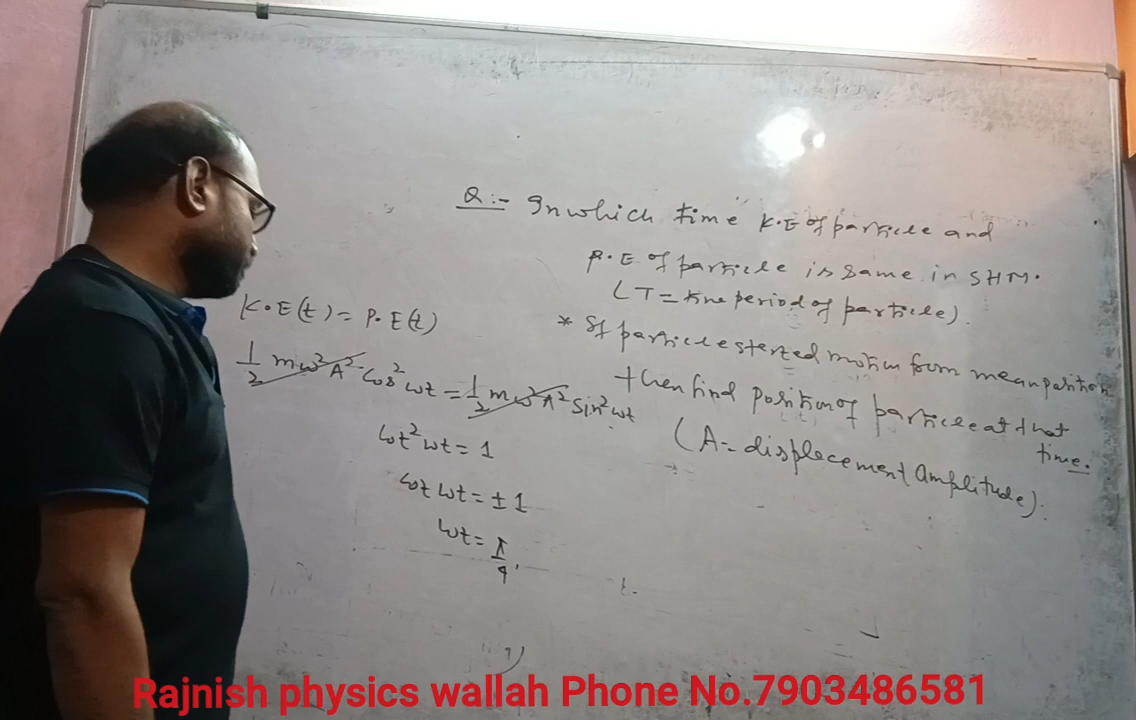 Q:- In which time K.E of particle and
P.E of particle is same in SHM.
(T = time period of particle).
* If particle started motion from mean position
then find position of particle at that
time.
(A = displacement amplitude).
K.E(t) = P.E(t)
1/2 mω²A² cos²ωt = 1/2 mω²A² sin²ωt
cot²ωt = 1
cot ωt = ±1
ωt = π/4
Rajnish physics wallah Phone No.7903486581